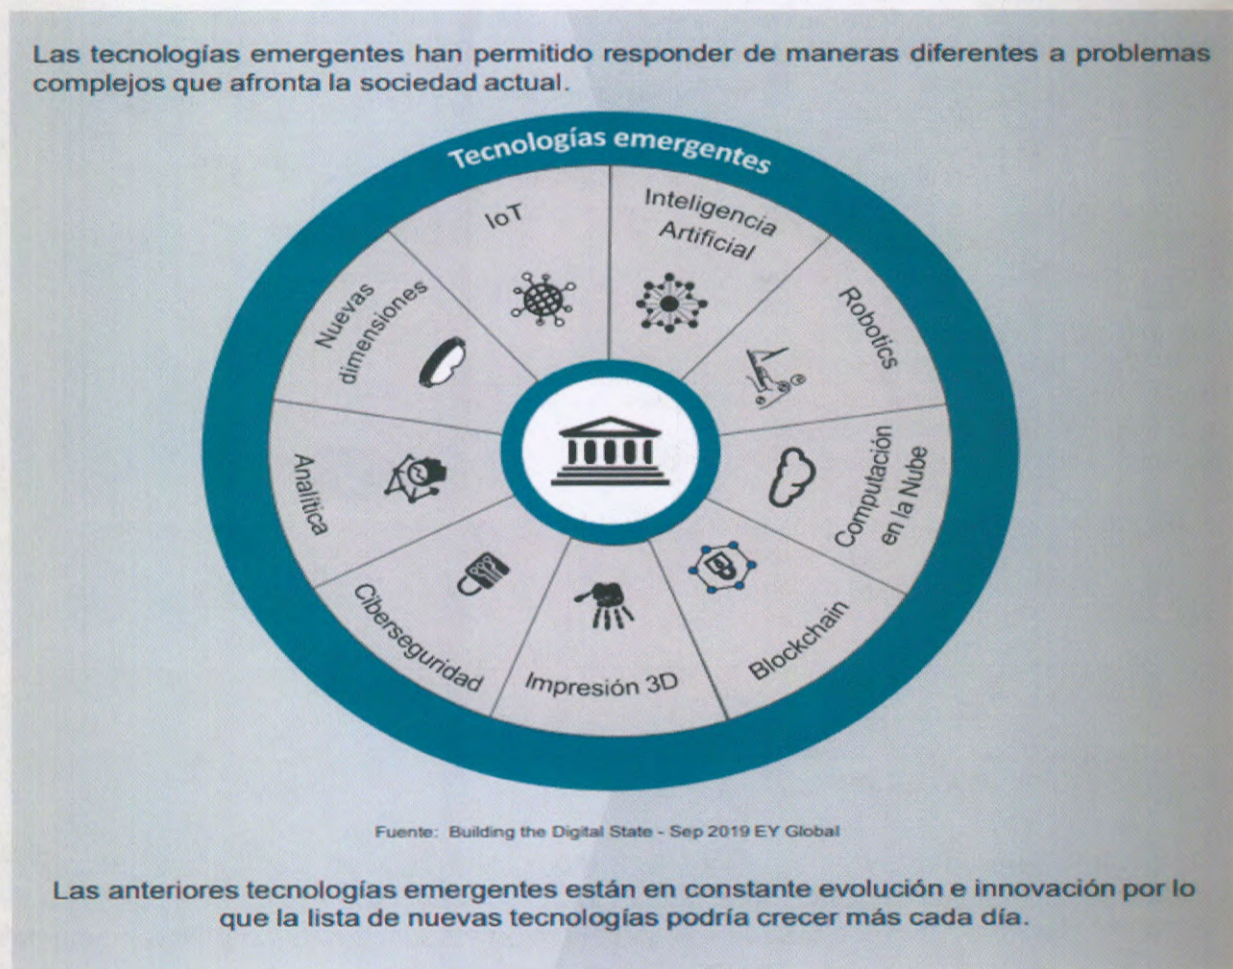 Las tecnologías emergentes han permitido responder de maneras diferentes a problemas
complejos que afronta la sociedad actual.
Tecnologías emergentes
IoT
Inteligencia
Artificial
Nuevas
dimensiones
Robotics
Analítica
Computación
en la Nube
Ciberseguridad
Impresión 3D
Blockchain
Fuente: Building the Digital State - Sep 2019 EY Global
Las anteriores tecnologías emergentes están en constante evolución e innovación por lo
que la lista de nuevas tecnologías podría crecer más cada día.